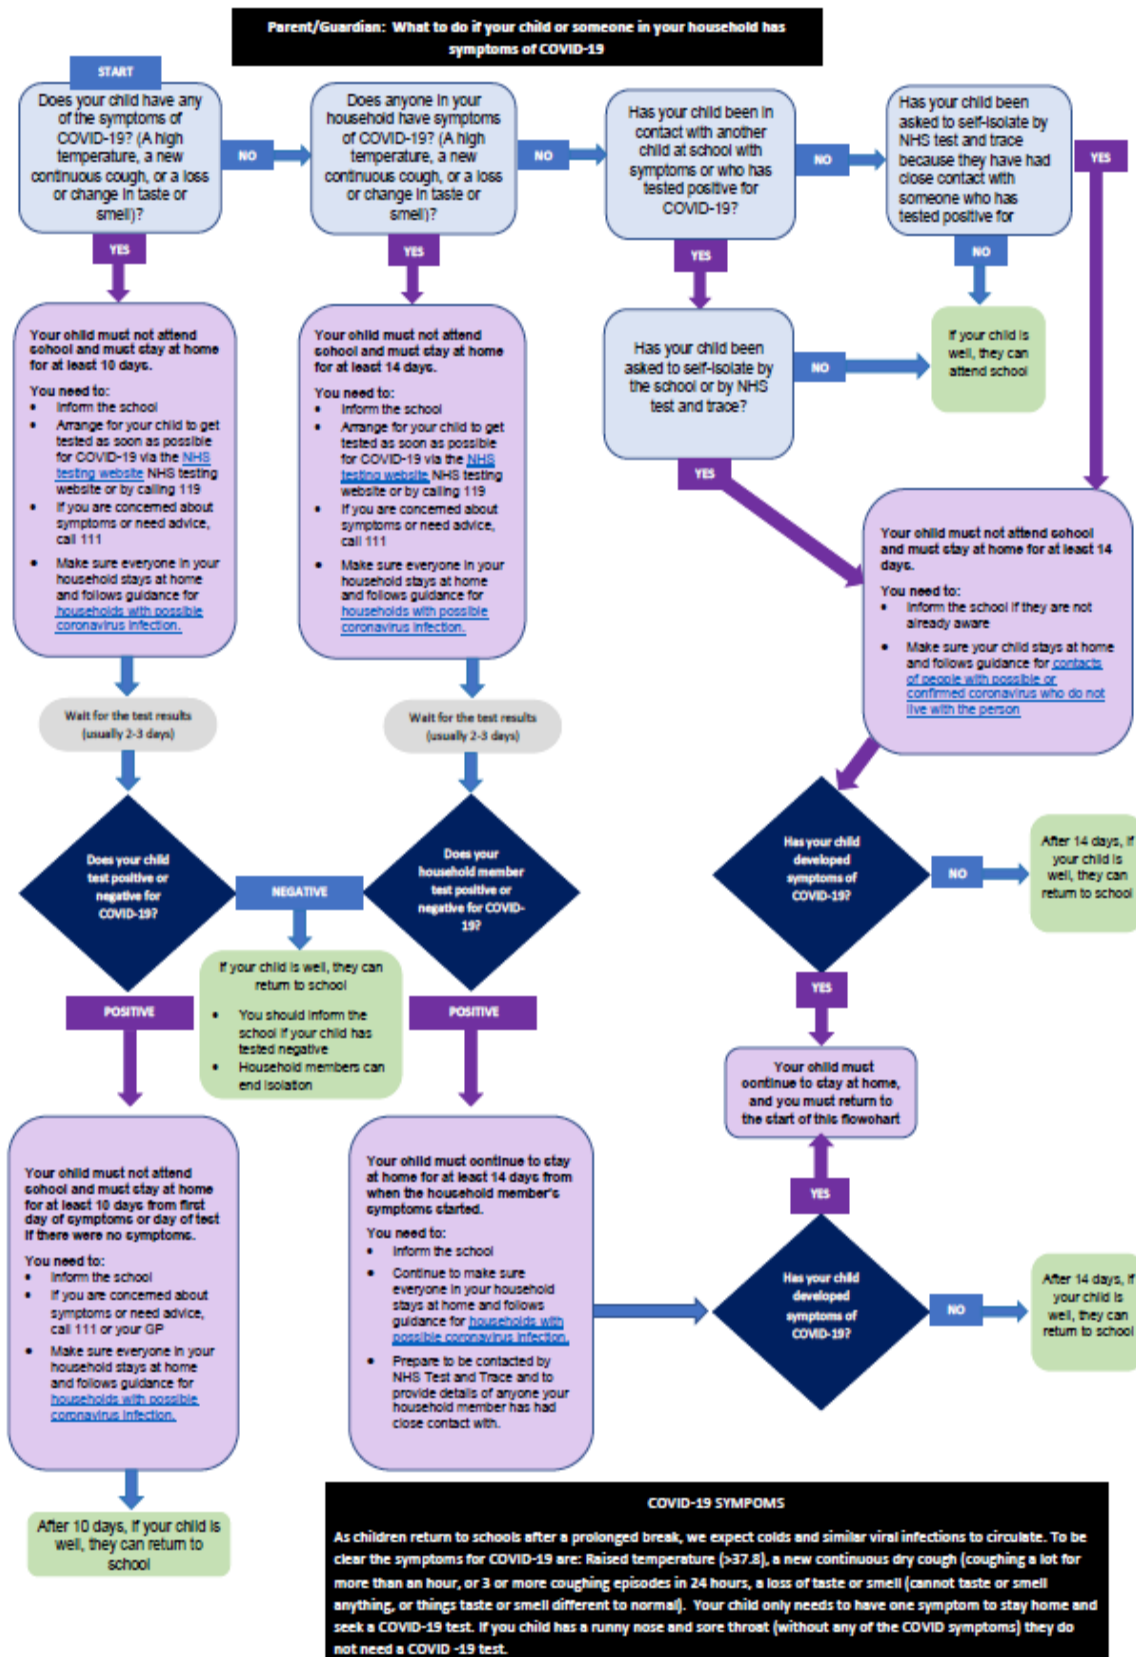 Parent/Guardian: What to do if your child or someone in your household has
symptoms of COVID-19
START
Does your child have any
of the symptoms of
COVID-19? (A high
temperature, a new
continuous cough, or a loss
or change in taste or
smell)?
NO
Does anyone in your
household have symptoms
of COVID-19? (A high
temperature, a new
continuous cough, or a loss
or change in taste or
smell)?
NO
Has your child been in
contact with another
child at school with
symptoms or who has
tested positive for
COVID-19?
NO
Has your child been
asked to self-isolate by
NHS test and trace
because they have had
close contact with
someone who has
tested positive for
YES
YES
YES
YES
NO
Your child must not attend
school and must stay at home
for at least 10 days.
You need to:
• Inform the school
• Arrange for your child to get
tested as soon as possible
for COVID-19 via the NHS
testing website NHS testing
website or by calling 119
• If you are concerned about
symptoms or need advice,
call 111
• Make sure everyone in your
household stays at home
and follows guidance for
households with possible
coronavirus infection.
Your child must not attend
school and must stay at home
for at least 14 days.
You need to:
• Inform the school
• Arrange for your child to get
tested as soon as possible
for COVID-19 via the NHS
testing website NHS testing
website or by calling 119
• If you are concerned about
symptoms or need advice,
call 111
• Make sure everyone in your
household stays at home
and follows guidance for
households with possible
coronavirus infection.
Has your child been
asked to self-isolate by
the school or by NHS
test and trace?
NO
If your child is
well, they can
attend school
YES
Your child must not attend school
and must stay at home for at least 14
days.
You need to:
• Inform the school if they are not
already aware
• Make sure your child stays at home
and follows guidance for contacts
of people with possible or
confirmed coronavirus who do not
live with the person
Wait for the test results
(usually 2-3 days)
Wait for the test results
(usually 2-3 days)
Does your child
test positive or
negative for
COVID-19?
NEGATIVE
Does your
household member
test positive or
negative for COVID-
19?
Has your child
developed
symptoms of
COVID-19?
NO
After 14 days, if
your child is
well, they can
return to school
If your child is well, they can
return to school
• You should inform the
school if your child has
tested negative
• Household members can
end isolation
POSITIVE
POSITIVE
YES
Your child must
continue to stay at home,
and you must return to
the start of this flowchart
YES
Your child must not attend
school and must stay at home
for at least 10 days from first
day of symptoms or day of test
if there were no symptoms.
You need to:
• Inform the school
• If you are concerned about
symptoms or need advice,
call 111 or your GP
• Make sure everyone in your
household stays at home
and follows guidance for
households with possible
coronavirus infection.
Your child must continue to stay
at home for at least 14 days from
when the household member's
symptoms started.
You need to:
• Inform the school
• Continue to make sure
everyone in your household
stays at home and follows
guidance for households with
possible coronavirus infection.
• Prepare to be contacted by
NHS Test and Trace and to
provide details of anyone your
household member has had
close contact with.
Has your child
developed
symptoms of
COVID-19?
NO
After 14 days, if
your child is
well, they can
return to school
After 10 days, if your child is
well, they can return to
school
COVID-19 SYMPOMS
As children return to schools after a prolonged break, we expect colds and similar viral infections to circulate. To be
clear the symptoms for COVID-19 are: Raised temperature (>37.8), a new continuous dry cough (coughing a lot for
more than an hour, or 3 or more coughing episodes in 24 hours, a loss of taste or smell (cannot taste or smell
anything, or things taste or smell different to normal). Your child only needs to have one symptom to stay home and
seek a COVID-19 test. If you child has a runny nose and sore throat (without any of the COVID symptoms) they do
not need a COVID -19 test.